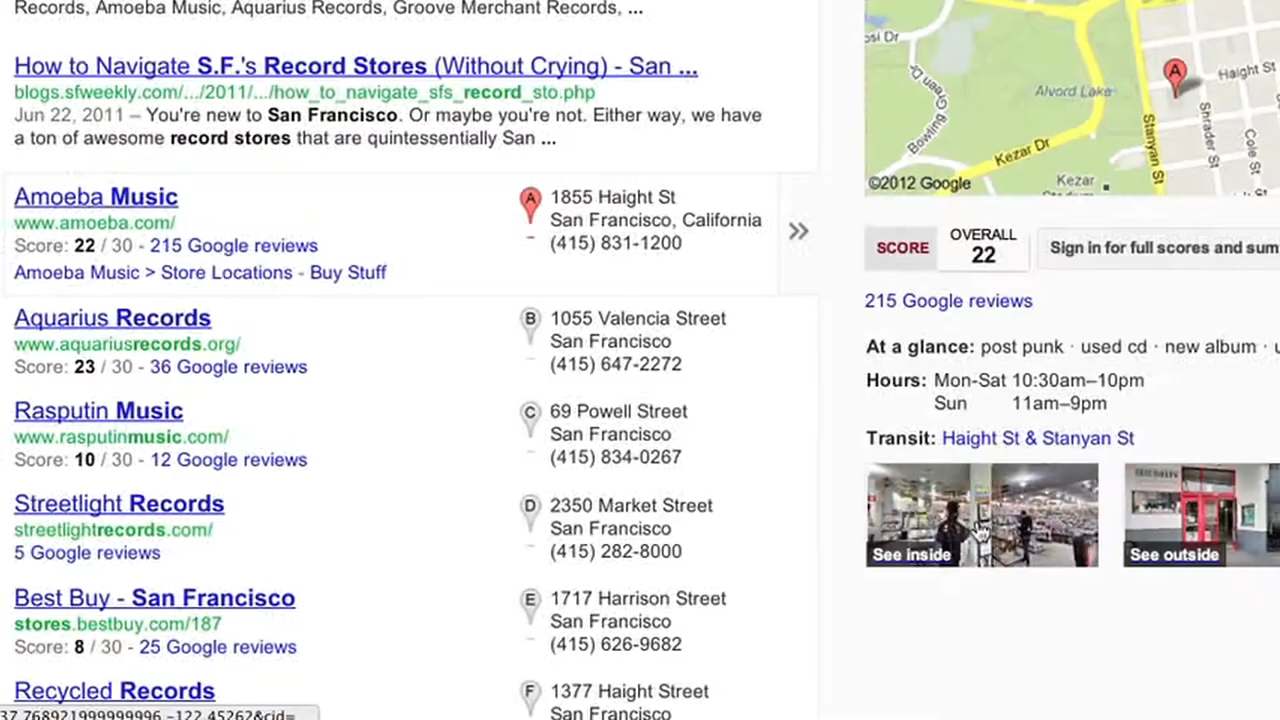 Records, Amoeba Music, Aquarius Records, Groove Merchant Records, ...
How to Navigate S.F.'s Record Stores (Without Crying) - San ...
blogs.sfweekly.com/.../2011/.../how_to_navigate_sfs_record_sto.php
Jun 22, 2011 – You're new to San Francisco. Or maybe you're not. Either way, we have
a ton of awesome record stores that are quintessentially San ...
Amoeba Music
www.amoeba.com/
Score: 22 / 30 - 215 Google reviews
Amoeba Music > Store Locations - Buy Stuff
A
1855 Haight St
San Francisco, California
(415) 831-1200
»
Aquarius Records
www.aquariusrecords.org/
Score: 23 / 30 - 36 Google reviews
B
1055 Valencia Street
San Francisco
(415) 647-2272
Rasputin Music
www.rasputinmusic.com/
Score: 10 / 30 - 12 Google reviews
C
69 Powell Street
San Francisco
(415) 834-0267
Streetlight Records
streetlightrecords.com/
5 Google reviews
D
2350 Market Street
San Francisco
(415) 282-8000
Best Buy - San Francisco
stores.bestbuy.com/187
Score: 8 / 30 - 25 Google reviews
E
1717 Harrison Street
San Francisco
(415) 626-9682
Recycled Records
F
1377 Haight Street
San Francisco
37.768921999999996,-122.45262&cid=
Bowling Green Dr
Alvord Lake
Kezar Dr
Kezar
Stanyan St
A
Haight St
Shrader St
Cole St
©2012 Google
SCORE
OVERALL
22
Sign in for full scores and sum
215 Google reviews
At a glance: post punk · used cd · new album ·
Hours: Mon-Sat 10:30am–10pm
Sun 11am–9pm
Transit: Haight St & Stanyan St
See inside
See outside